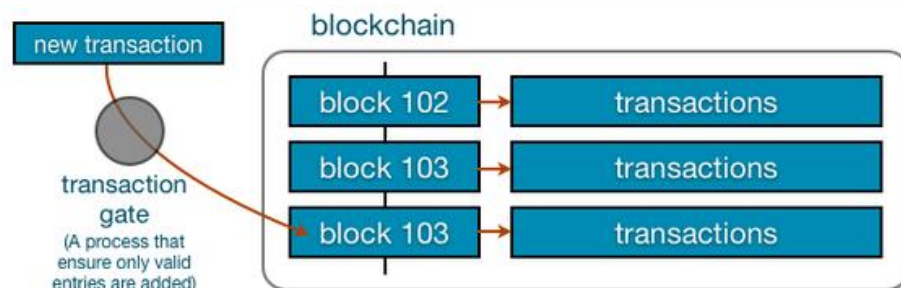 blockchain
new transaction
block 102
transactions
block 103
transactions
block 103
transactions
transaction
gate
(A process that
ensure only valid
entries are added)